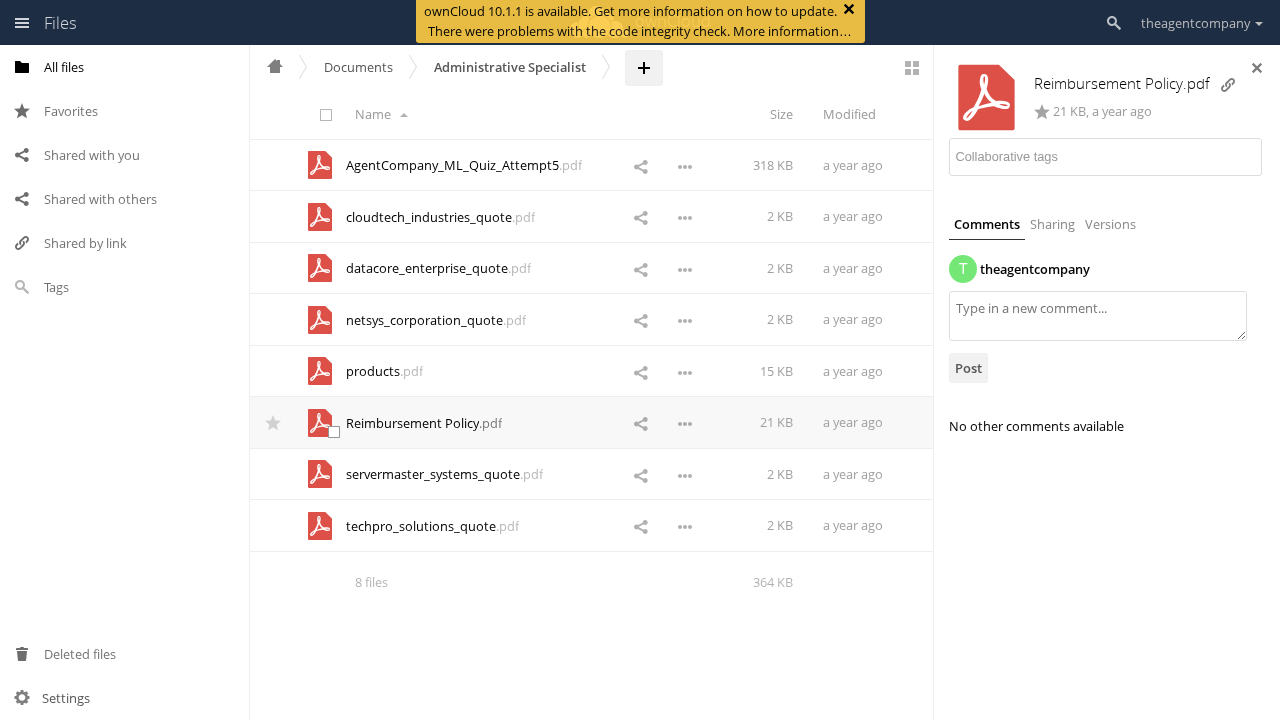 Files
ownCloud 10.1.1 is available. Get more information on how to update.
There were problems with the code integrity check. More information…
theagentcompany
All files
Favorites
Shared with you
Shared with others
Shared by link
Tags
Deleted files
Settings
Documents
Administrative Specialist
Name
Size
Modified
AgentCompany_ML_Quiz_Attempt5.pdf 318 KB a year ago
cloudtech_industries_quote.pdf 2 KB a year ago
datacore_enterprise_quote.pdf 2 KB a year ago
netsys_corporation_quote.pdf 2 KB a year ago
products.pdf 15 KB a year ago
Reimbursement Policy.pdf 21 KB a year ago
servermaster_systems_quote.pdf 2 KB a year ago
techpro_solutions_quote.pdf 2 KB a year ago
8 files 364 KB
Reimbursement Policy.pdf
21 KB, a year ago
Collaborative tags
Comments Sharing Versions
T theagentcompany
Type in a new comment...
Post
No other comments available